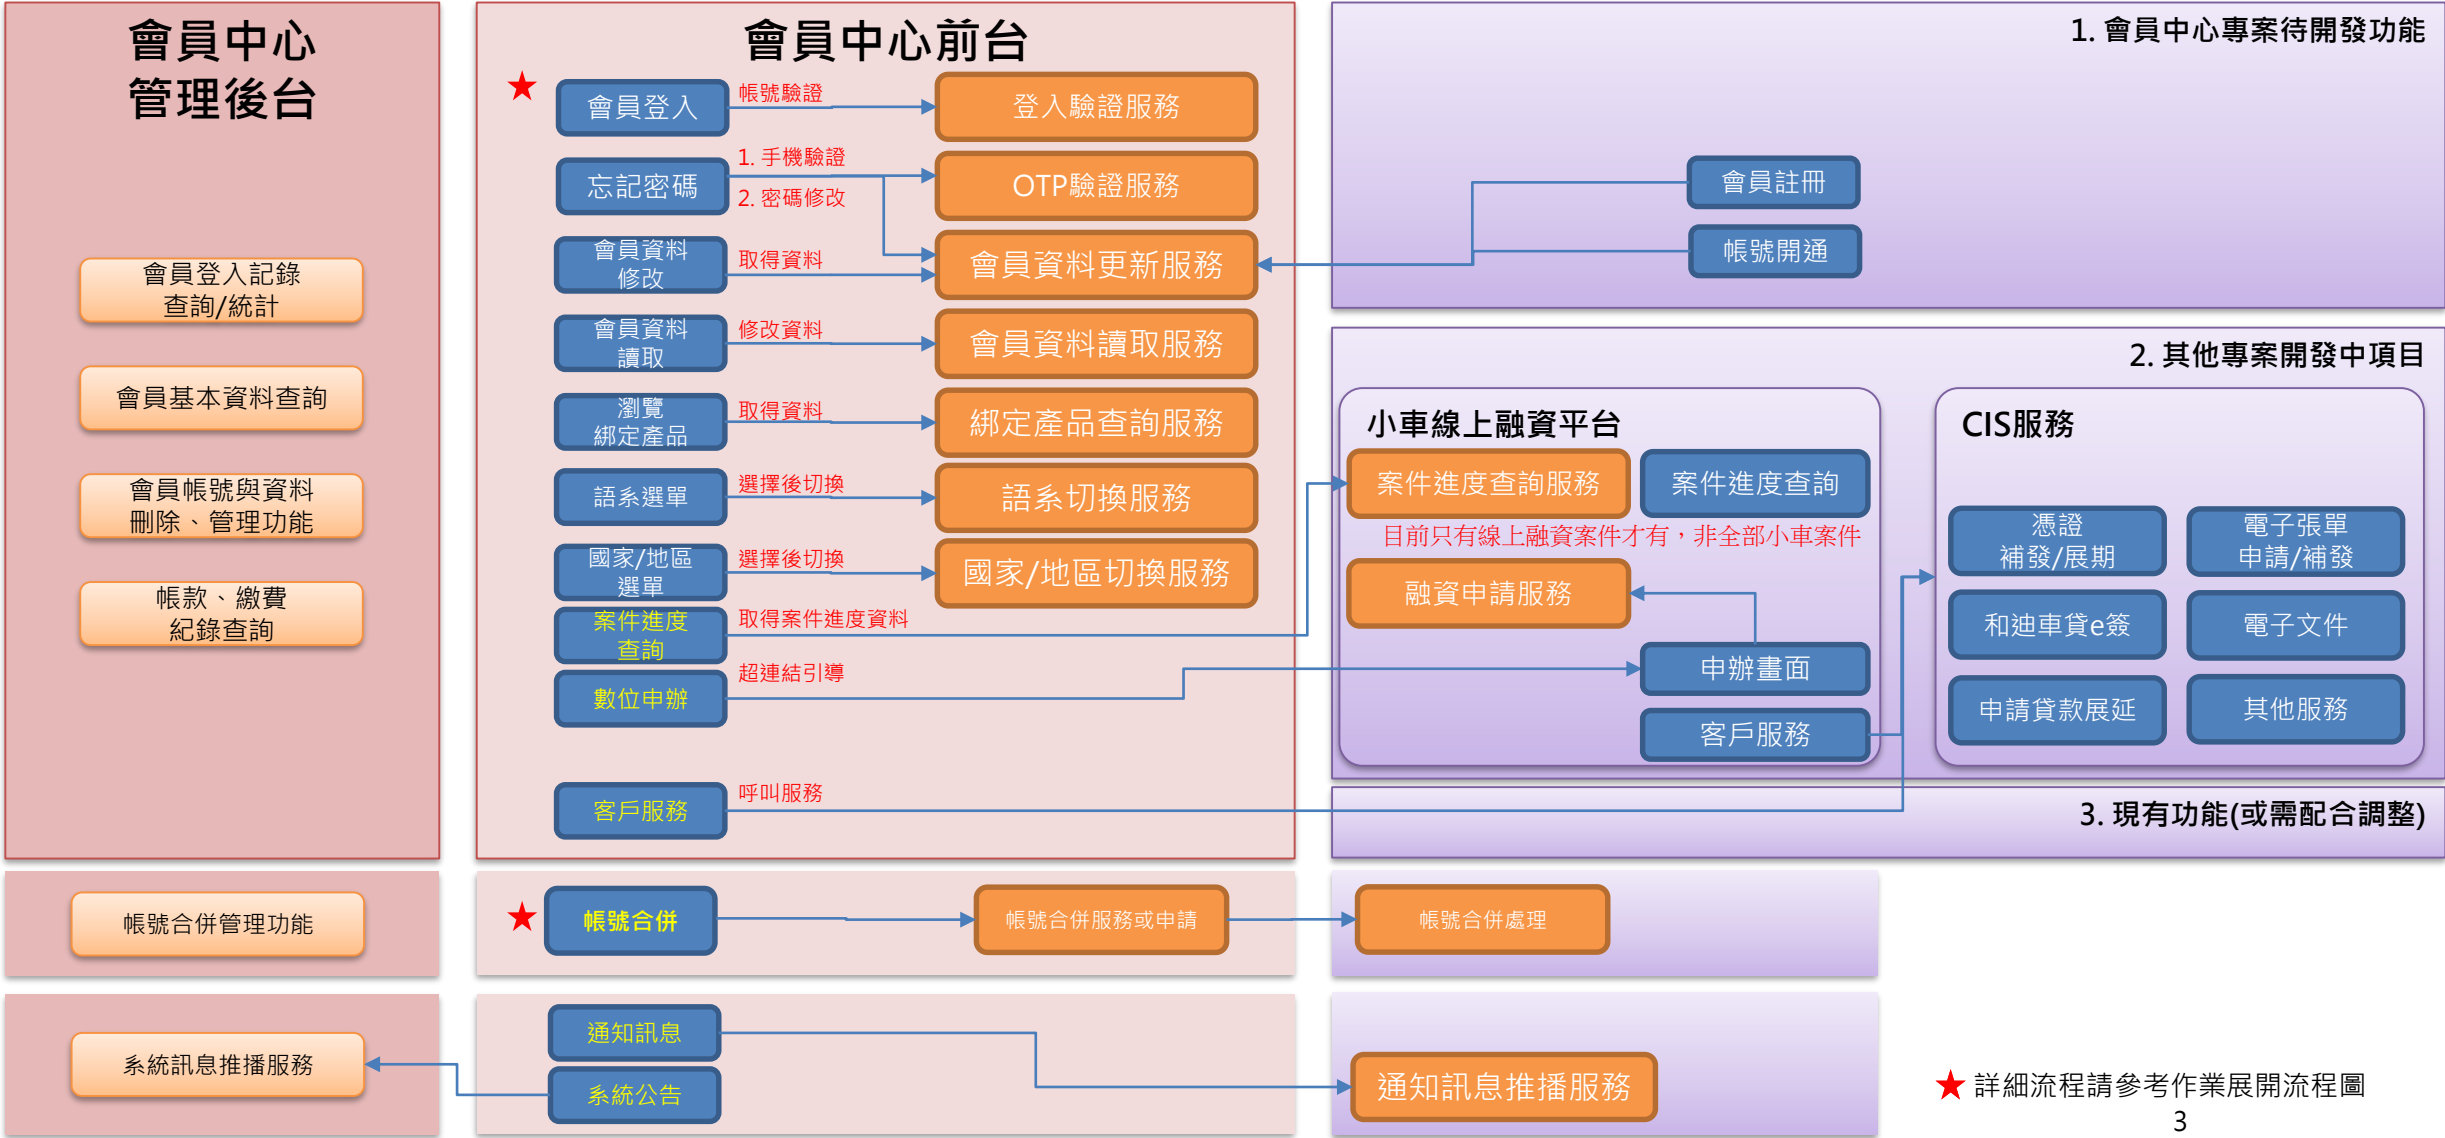 會員中心
管理後台
會員登入記錄
查詢/統計
會員基本資料查詢
會員帳號與資料
刪除、管理功能
帳款、繳費
紀錄查詢
會員中心前台
會員登入
帳號驗證
登入驗證服務
忘記密碼
1. 手機驗證
2. 密碼修改
OTP驗證服務
會員資料
修改
取得資料
會員資料更新服務
會員資料
讀取
修改資料
會員資料讀取服務
瀏覽
綁定產品
取得資料
綁定產品查詢服務
語系選單
選擇後切換
語系切換服務
國家/地區
選單
選擇後切換
國家/地區切換服務
案件進度
查詢
取得案件進度資料
數位申辦
超連結引導
客戶服務
呼叫服務
1. 會員中心專案待開發功能
會員註冊
帳號開通
2. 其他專案開發中項目
小車線上融資平台
案件進度查詢服務
案件進度查詢
目前只有線上融資案件才有，非全部小車案件
融資申請服務
申辦畫面
客戶服務
CIS服務
憑證
補發/展期
電子張單
申請/補發
和迪車貸e簽
電子文件
申請貸款展延
其他服務
3. 現有功能(或需配合調整)
帳號合併管理功能
帳號合併
帳號合併服務或申請
帳號合併處理
系統訊息推播服務
通知訊息
系統公告
通知訊息推播服務
詳細流程請參考作業展開流程圖
3